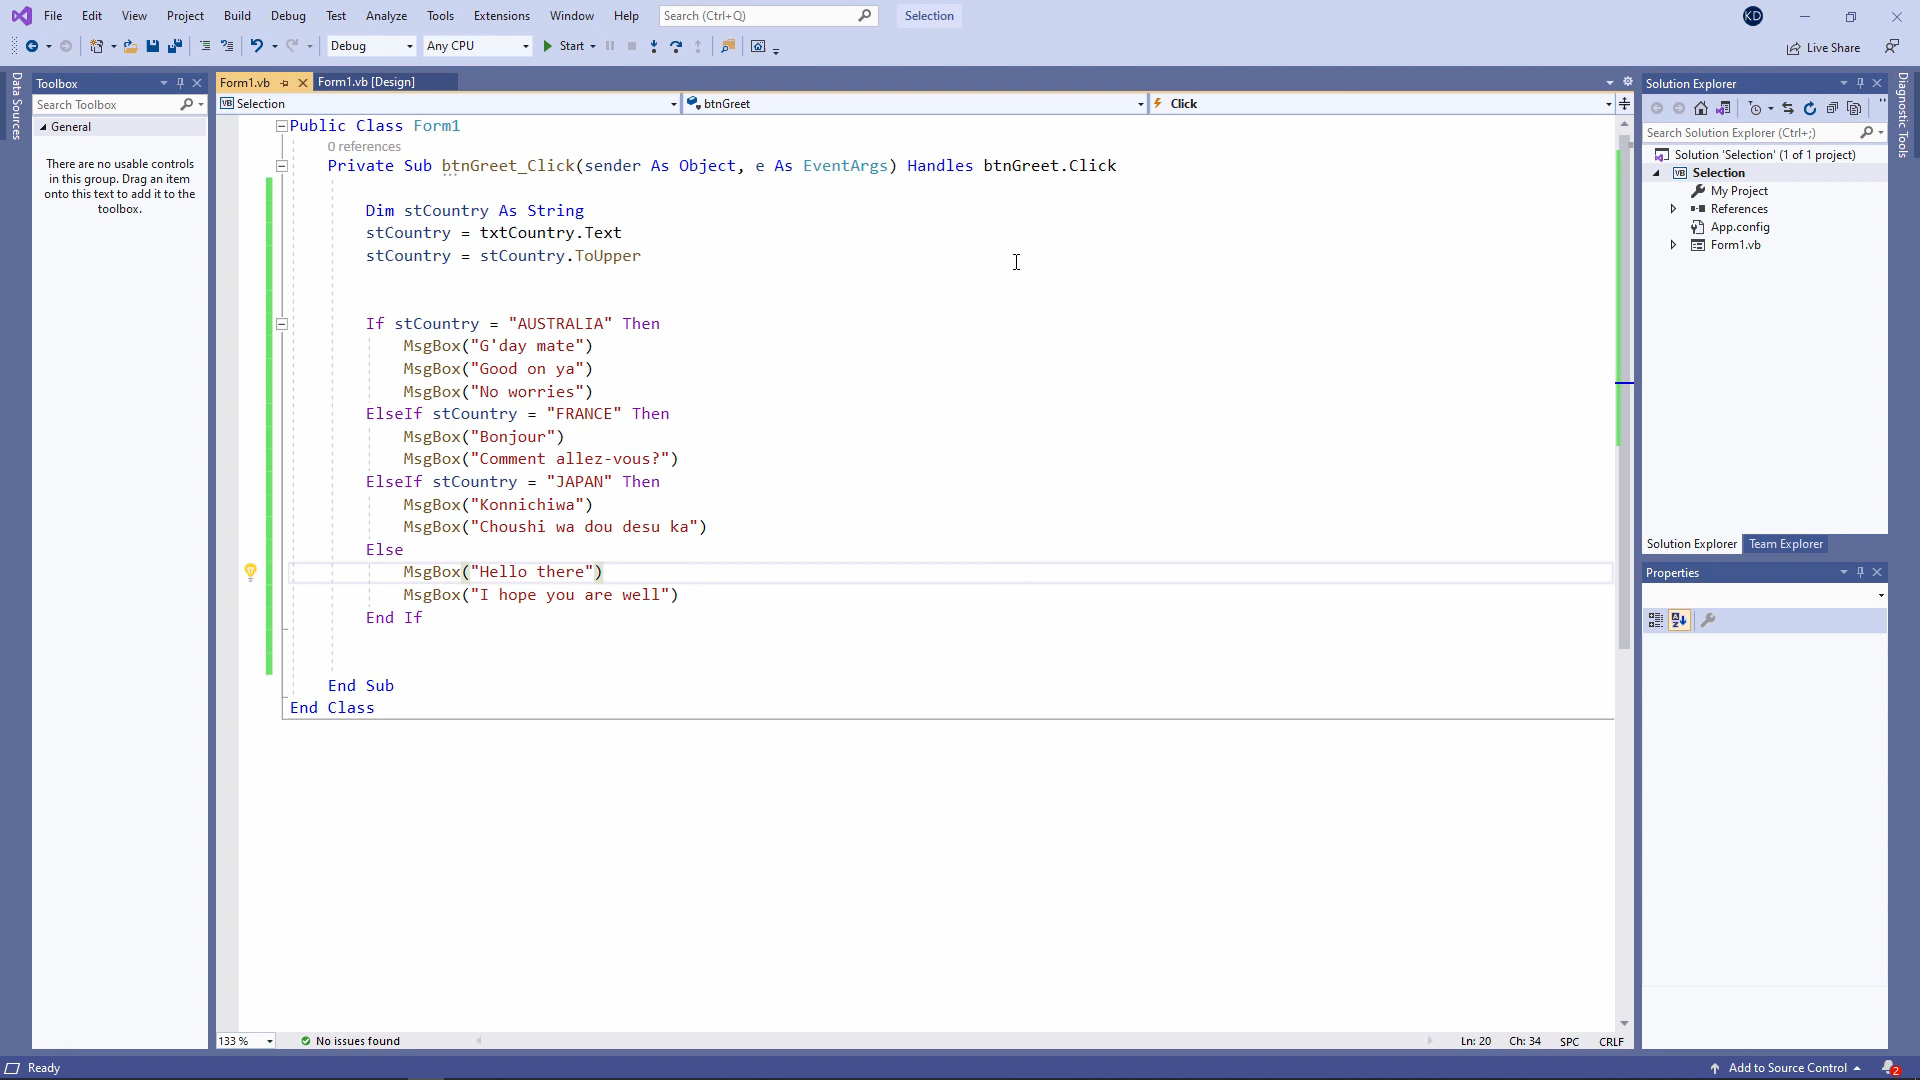 File Edit View Project Build Debug Test Analyze Tools Extensions Window Help Search (Ctrl+Q) Selection KD
Debug Any CPU Start Live Share
Data Sources
Toolbox
Search Toolbox
General
There are no usable controls
in this group. Drag an item
onto this text to add it to the
toolbox.
Form1.vb Form1.vb [Design]
VB Selection btnGreet Click
Public Class Form1
0 references
Private Sub btnGreet_Click(sender As Object, e As EventArgs) Handles btnGreet.Click
Dim stCountry As String
stCountry = txtCountry.Text
stCountry = stCountry.ToUpper
If stCountry = "AUSTRALIA" Then
MsgBox("G'day mate")
MsgBox("Good on ya")
MsgBox("No worries")
ElseIf stCountry = "FRANCE" Then
MsgBox("Bonjour")
MsgBox("Comment allez-vous?")
ElseIf stCountry = "JAPAN" Then
MsgBox("Konnichiwa")
MsgBox("Choushi wa dou desu ka")
Else
MsgBox("Hello there")
MsgBox("I hope you are well")
End If
End Sub
End Class
133 % No issues found Ln: 20 Ch: 34 SPC CRLF
Solution Explorer
Search Solution Explorer (Ctrl+;)
Solution 'Selection' (1 of 1 project)
VB Selection
My Project
References
App.config
Form1.vb
Solution Explorer Team Explorer
Properties
Diagnostic Tools
Ready Add to Source Control 2